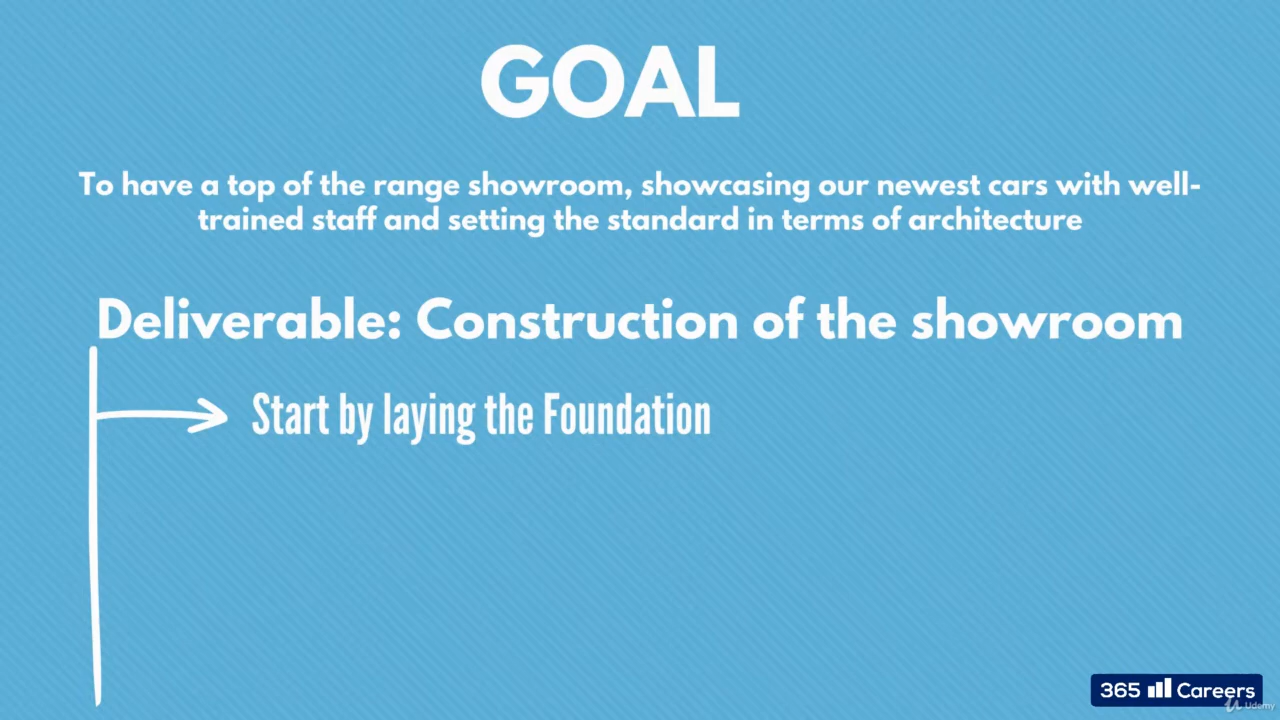 GOAL
To have a top of the range showroom, showcasing our newest cars with well-
trained staff and setting the standard in terms of architecture
Deliverable: Construction of the showroom
Start by laying the Foundation
365 Careers
Udemy